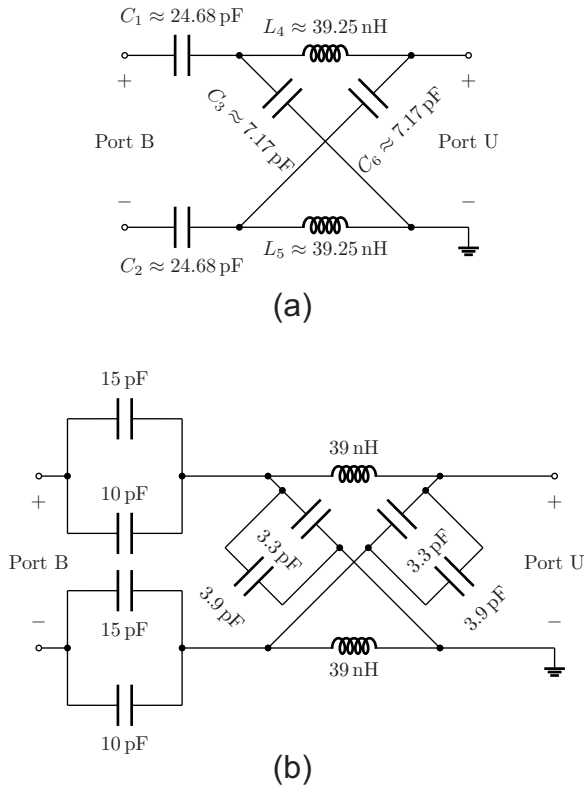 C₁ ≈ 24.68 pF
L₄ ≈ 39.25 nH
+
+
C₃ ≈ 7.17 pF
C₆ ≈ 7.17 pF
Port B
Port U
−
−
C₂ ≈ 24.68 pF
L₅ ≈ 39.25 nH
(a)
15 pF
39 nH
+
10 pF
+
3.3 pF
3.3 pF
Port B
Port U
3.9 pF
3.9 pF
−
15 pF
−
39 nH
10 pF
(b)